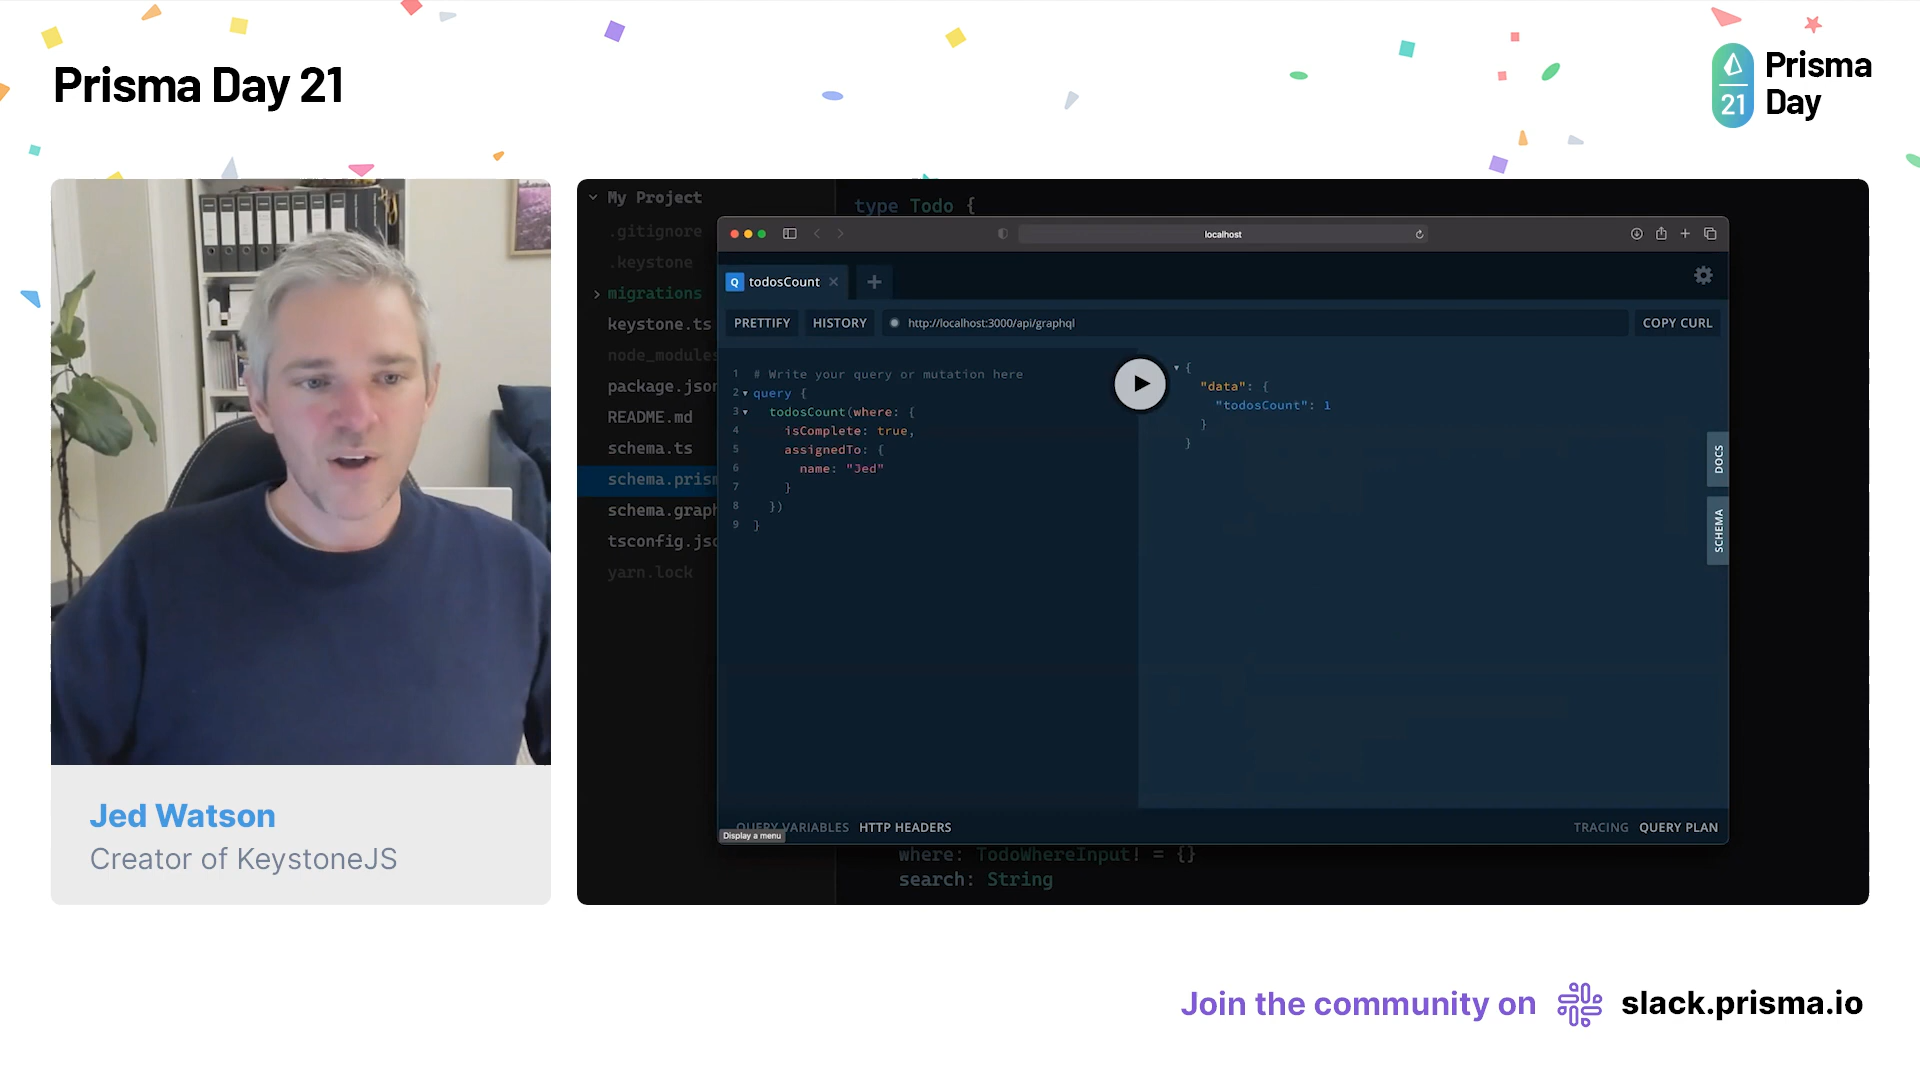 Prisma Day 21
Prisma
Day
21
My Project
.gitignore
.keystone
migrations
keystone.ts
node_modules
package.jsor
README.md
schema.ts
schema.prism
schema.graph
tsconfig.jsc
yarn.lock
type Todo {
localhost
Q todosCount
PRETTIFY
HISTORY
http://localhost:3000/api/graphql
COPY CURL
1 # Write your query or mutation here
2 query {
3 todosCount(where: {
4 isComplete: true,
5 assignedTo: {
6 name: "Jed"
7 }
8 })
9 }
{
"data": {
"todosCount": 1
}
}
DOCS
SCHEMA
QUERY VARIABLES
HTTP HEADERS
TRACING
QUERY PLAN
Display a menu
where: TodoWhereInput! = {}
search: String
Jed Watson
Creator of KeystoneJS
Join the community on slack.prisma.io